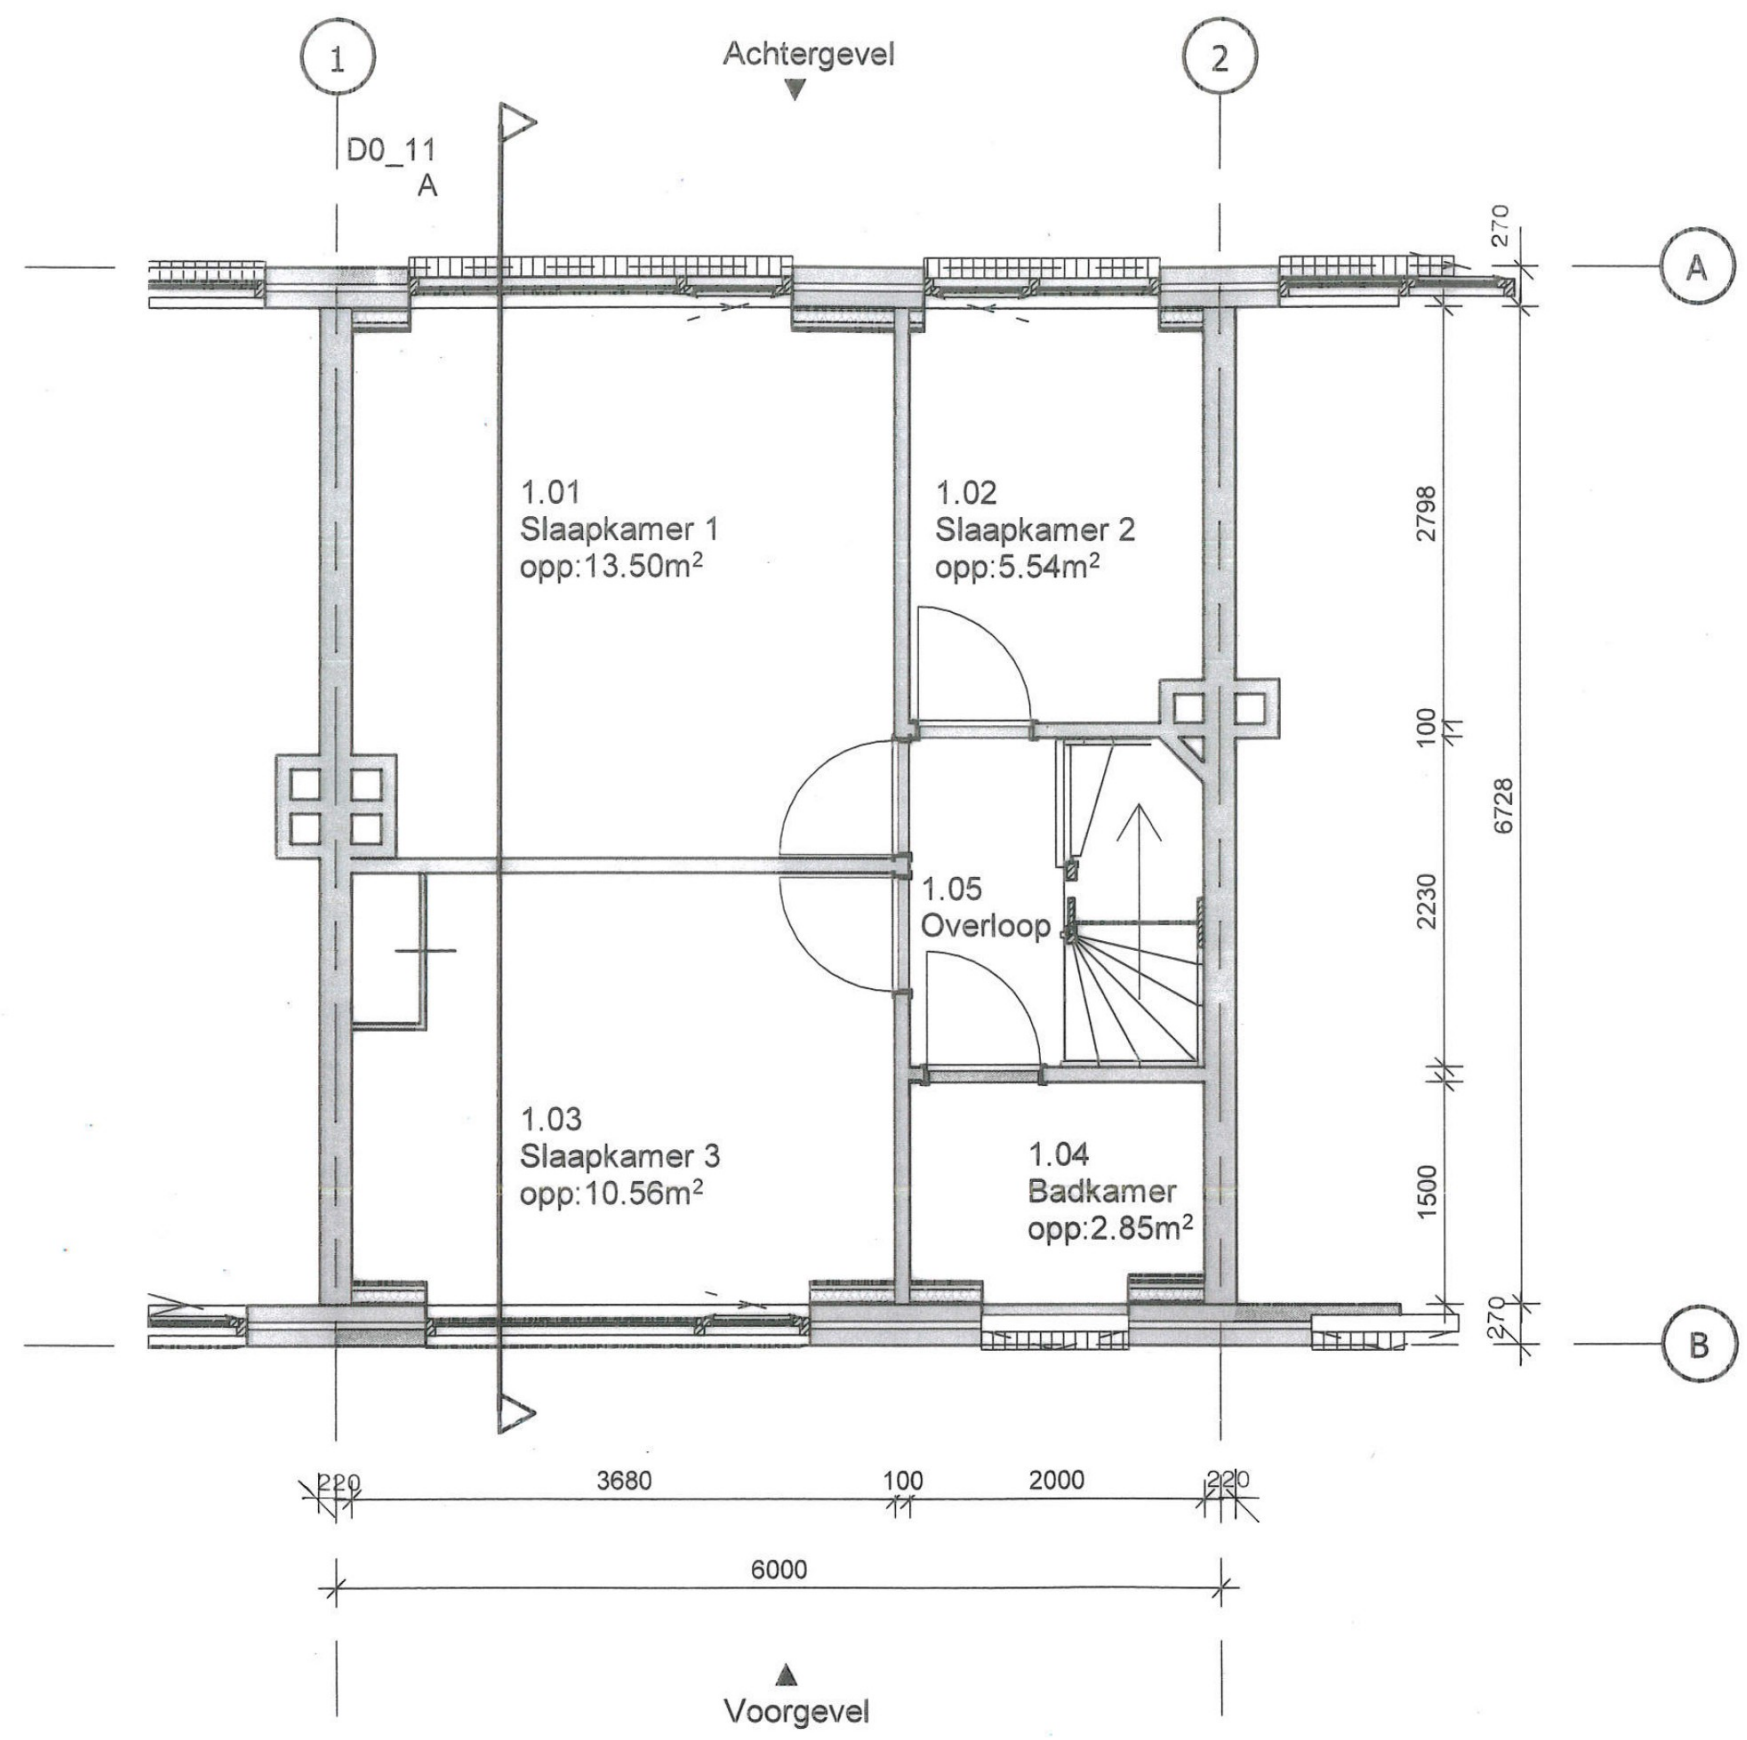 1
Achtergevel
2
D0_11
A
270
A
1.01
Slaapkamer 1
opp:13.50m²
1.02
Slaapkamer 2
opp:5.54m²
2798
100
6728
2230
1.05
Overloop
1.03
Slaapkamer 3
opp:10.56m²
1.04
Badkamer
opp:2.85m²
1500
270
B
220
3680
100
2000
220
6000
Voorgevel